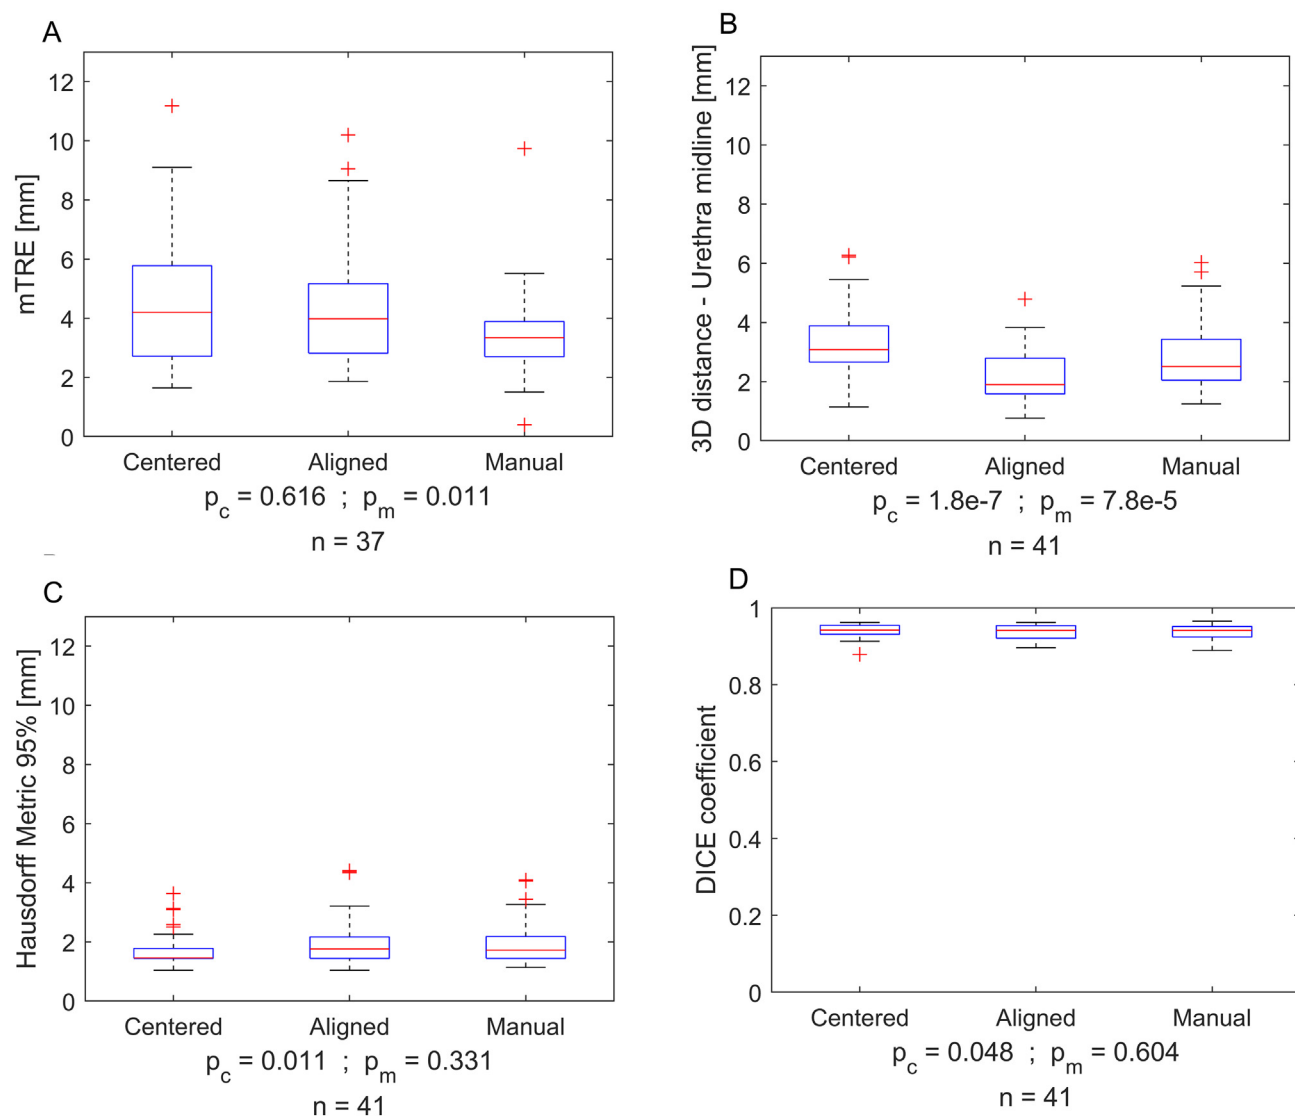 A
mTRE [mm]
12
10
8
6
4
2
0
Centered Aligned Manual
p_c = 0.616 ; p_m = 0.011
n = 37
B
3D distance - Urethra midline [mm]
12
10
8
6
4
2
0
Centered Aligned Manual
p_c = 1.8e-7 ; p_m = 7.8e-5
n = 41
C
Hausdorff Metric 95% [mm]
12
10
8
6
4
2
0
Centered Aligned Manual
p_c = 0.011 ; p_m = 0.331
n = 41
D
DICE coefficient
1
0.8
0.6
0.4
0.2
0
Centered Aligned Manual
p_c = 0.048 ; p_m = 0.604
n = 41